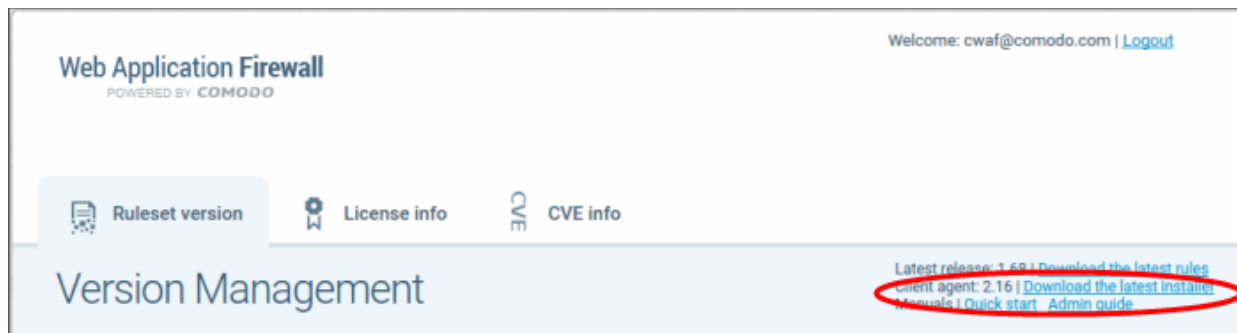 Welcome: cwaf@comodo.com | Logout
Web Application Firewall
POWERED BY COMODO
Ruleset version
License info
CVE
CVE info
Version Management
Latest release: 1.68 | Download the latest rules
Client agent: 2.16 | Download the latest installer
Manuals | Quick start Admin guide